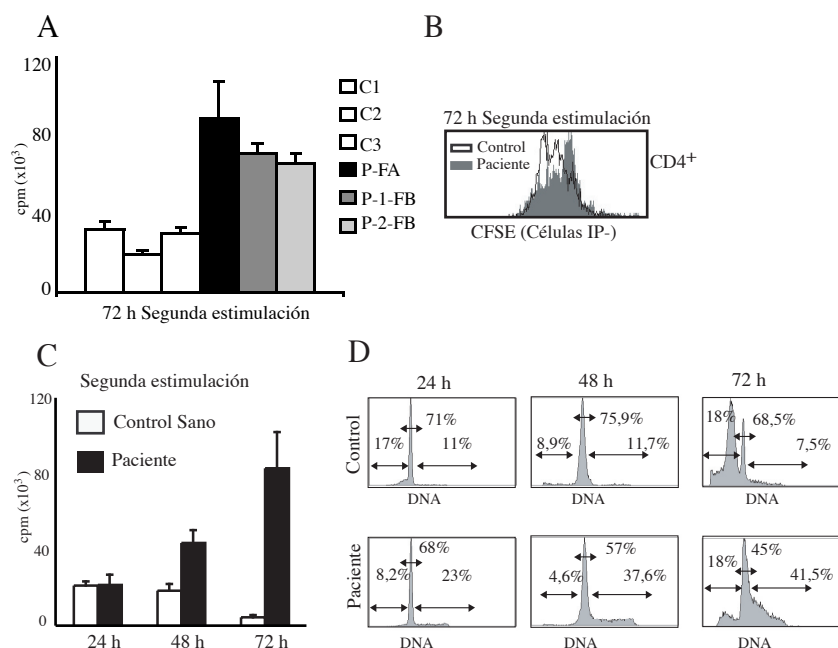 A
120
80
40
0
cpm (x10³)
72 h Segunda estimulación
C1
C2
C3
P-FA
P-1-FB
P-2-FB
B
72 h Segunda estimulación
Control
Paciente
CD4⁺
CFSE (Células IP-)
C
Segunda estimulación
Control Sano
Paciente
120
80
40
0
cpm (x10³)
24 h
48 h
72 h
D
24 h
48 h
72 h
Control
71%
17%
11%
DNA
75,9%
8,9%
11,7%
DNA
18%
68,5%
7,5%
DNA
Paciente
68%
8,2%
23%
DNA
57%
4,6%
37,6%
DNA
45%
18%
41,5%
DNA